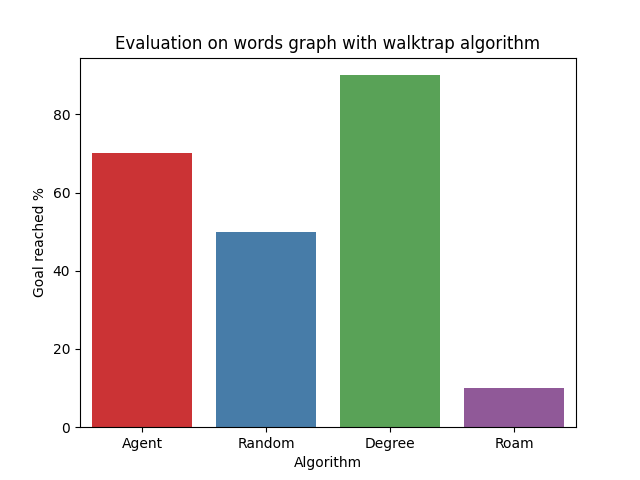 Evaluation on words graph with walktrap algorithm
Goal reached %
80
60
40
20
0
Agent Random Degree Roam
Algorithm